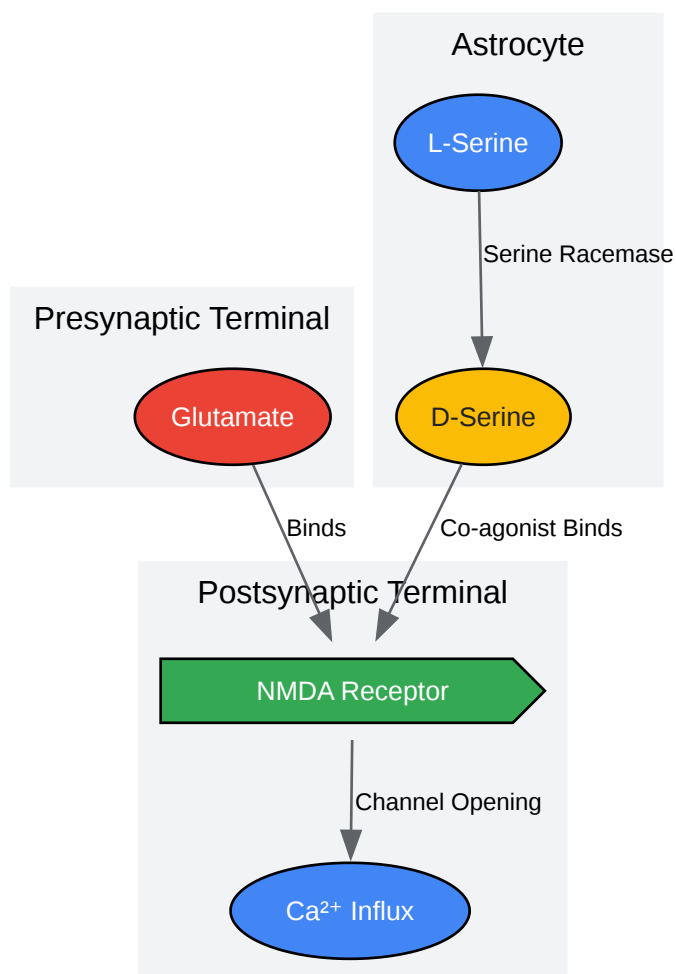 Astrocyte
L-Serine
Serine Racemase
Presynaptic Terminal
Glutamate
D-Serine
Binds
Co-agonist Binds
Postsynaptic Terminal
NMDA Receptor
Channel Opening
Ca²⁺ Influx